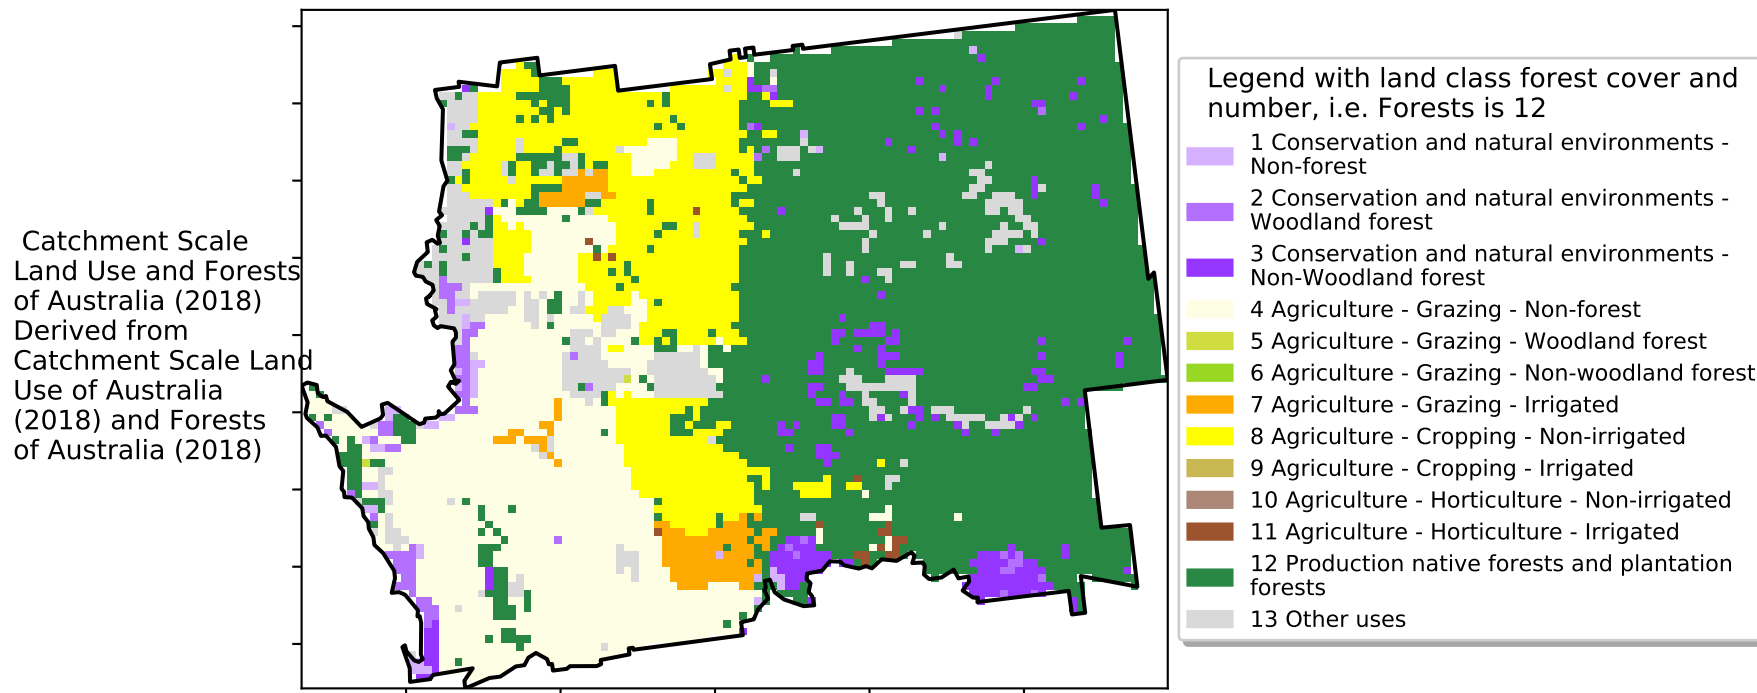 Catchment Scale
Land Use and Forests
of Australia (2018)
Derived from
Catchment Scale Land
Use of Australia
(2018) and Forests
of Australia (2018)
Legend with land class forest cover and
number, i.e. Forests is 12
1 Conservation and natural environments -
Non-forest
2 Conservation and natural environments -
Woodland forest
3 Conservation and natural environments -
Non-Woodland forest
4 Agriculture - Grazing - Non-forest
5 Agriculture - Grazing - Woodland forest
6 Agriculture - Grazing - Non-woodland forest
7 Agriculture - Grazing - Irrigated
8 Agriculture - Cropping - Non-irrigated
9 Agriculture - Cropping - Irrigated
10 Agriculture - Horticulture - Non-irrigated
11 Agriculture - Horticulture - Irrigated
12 Production native forests and plantation
forests
13 Other uses